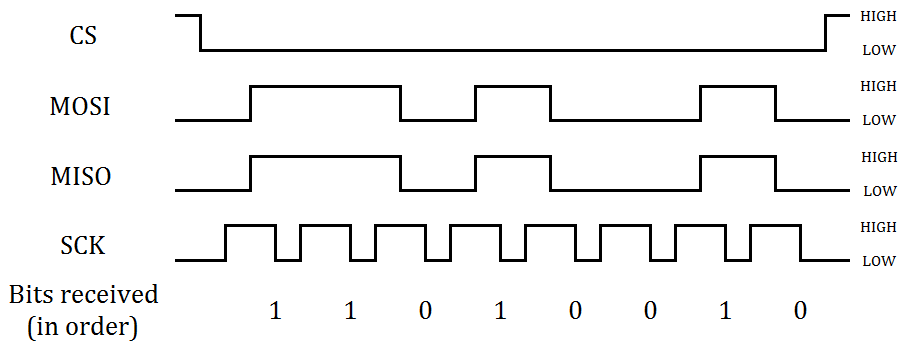 CS
HIGH
LOW
MOSI
HIGH
LOW
MISO
HIGH
LOW
SCK
HIGH
LOW
Bits received
(in order)
1 1 0 1 0 0 1 0